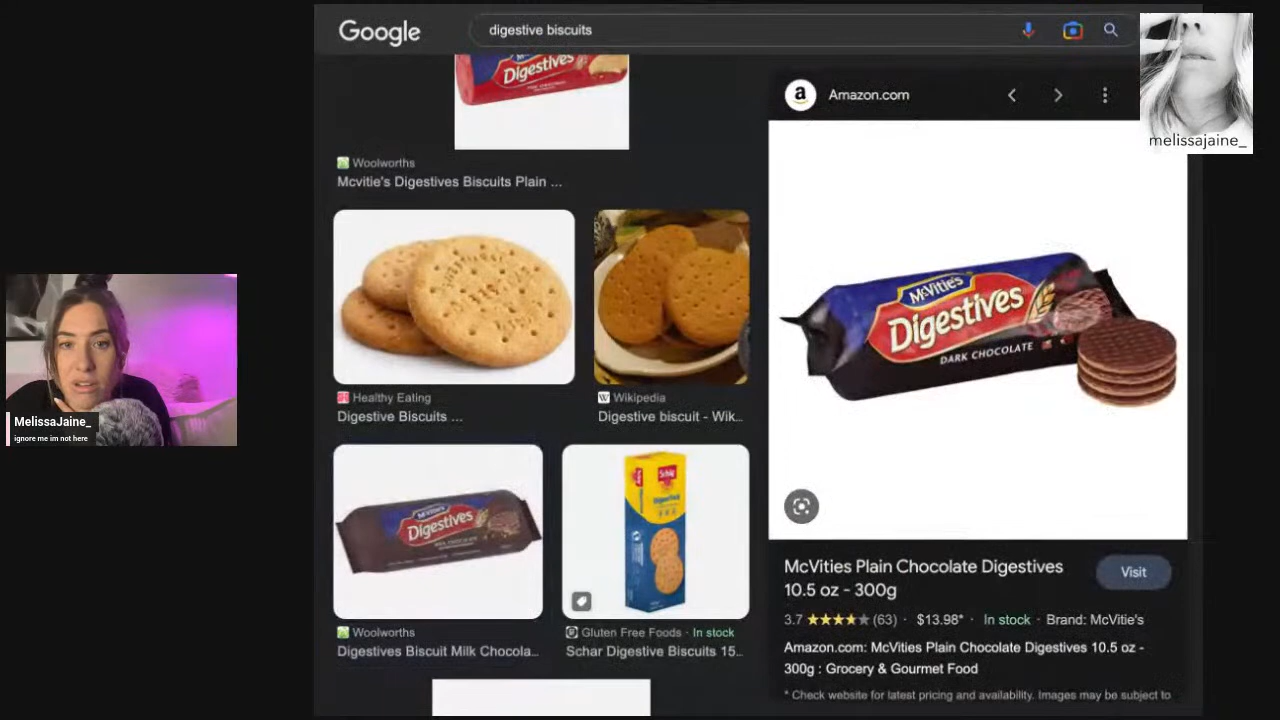 Google
digestive biscuits
Digestives
Woolworths
Mcvitie's Digestives Biscuits Plain ...
Healthy Eating
Digestive Biscuits ...
W Wikipedia
Digestive biscuit - Wik...
McVitie's
Digestives
Woolworths
Digestives Biscuit Milk Chocola...
Schär
Gluten Free Foods · In stock
Schar Digestive Biscuits 15...
a Amazon.com
McVitie's
Digestives
DARK CHOCOLATE
McVities Plain Chocolate Digestives
10.5 oz - 300g
Visit
3.7 ★★★★★ (63) · $13.98* · In stock · Brand: McVitie's
Amazon.com: McVities Plain Chocolate Digestives 10.5 oz -
300g : Grocery & Gourmet Food
* Check website for latest pricing and availability. Images may be subject to
melissajaine_
MelissaJaine_
ignore me im not here